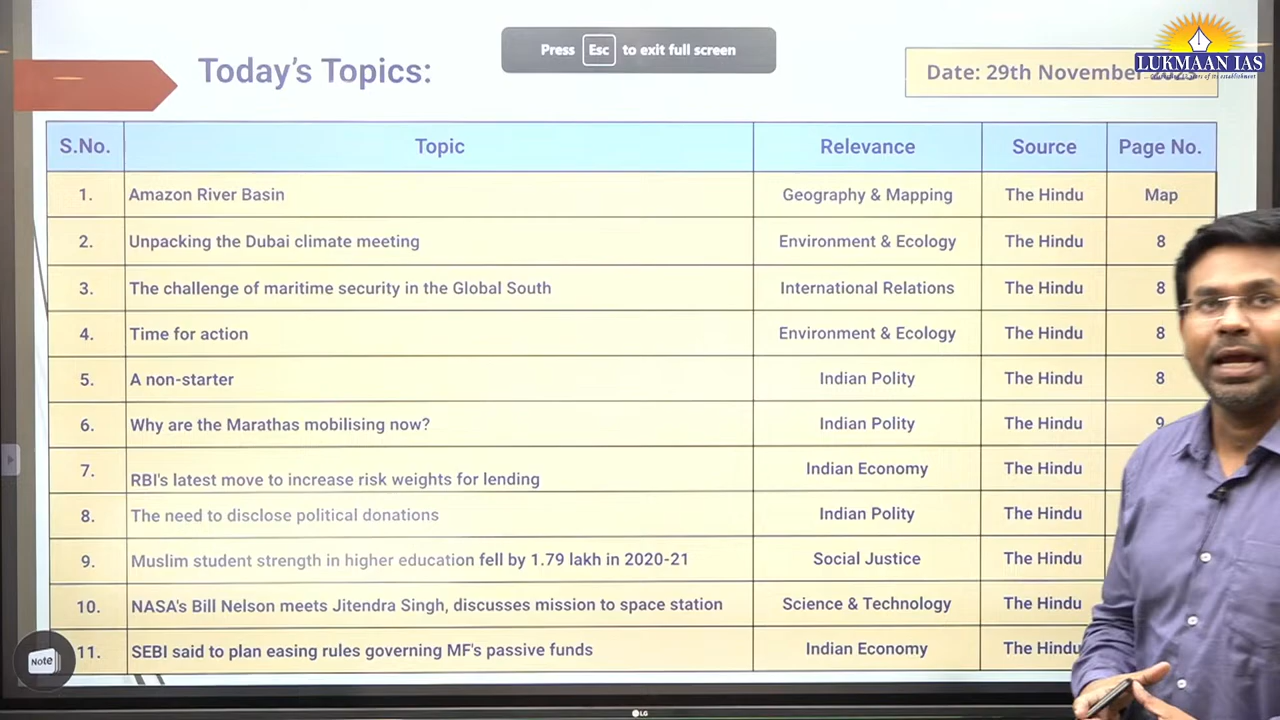 Press Esc to exit full screen
LUKMAAN IAS
Today's Topics:
Date: 29th November
S.No. Topic Relevance Source Page No.
1. Amazon River Basin Geography & Mapping The Hindu Map
2. Unpacking the Dubai climate meeting Environment & Ecology The Hindu 8
3. The challenge of maritime security in the Global South International Relations The Hindu 8
4. Time for action Environment & Ecology The Hindu 8
5. A non-starter Indian Polity The Hindu 8
6. Why are the Marathas mobilising now? Indian Polity The Hindu 9
7. RBI's latest move to increase risk weights for lending Indian Economy The Hindu
8. The need to disclose political donations Indian Polity The Hindu
9. Muslim student strength in higher education fell by 1.79 lakh in 2020-21 Social Justice The Hindu
10. NASA's Bill Nelson meets Jitendra Singh, discusses mission to space station Science & Technology The Hindu
11. SEBI said to plan easing rules governing MF's passive funds Indian Economy The Hindu
Note
LG